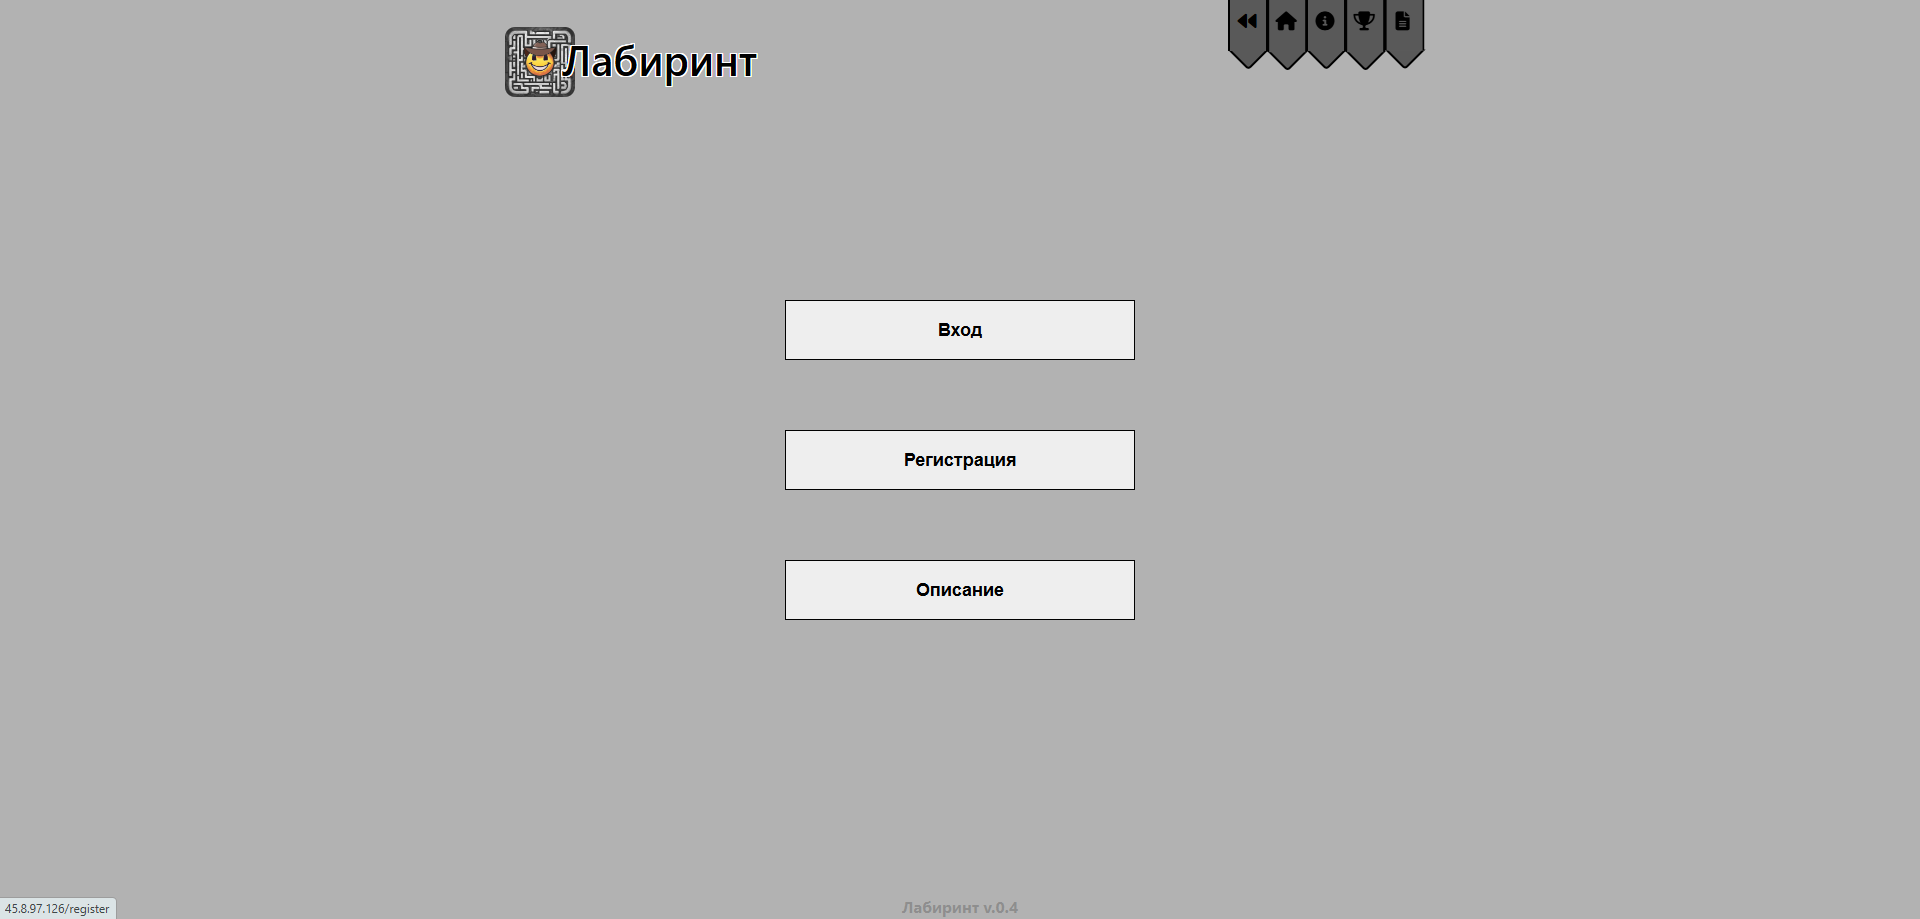 Лабиринт
Вход
Регистрация
Описание
45.8.97.126/register
Лабиринт v.0.4